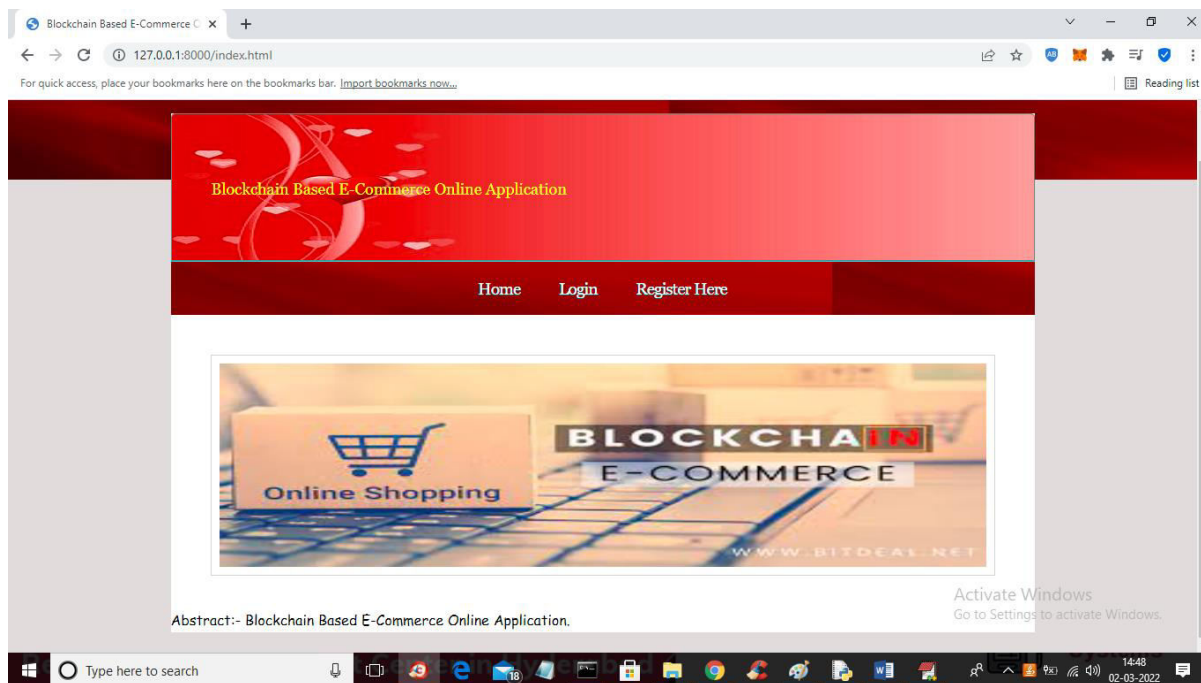 Blockchain Based E-Commerce C
127.0.0.1:8000/index.html
AB
For quick access, place your bookmarks here on the bookmarks bar. Import bookmarks now...
Reading list
Blockchain Based E-Commerce Online Application
Home Login Register Here
BLOCKCHAIN
E-COMMERCE
Online Shopping
WWW.BITDEAL.NET
Activate Windows
Go to Settings to activate Windows.
Abstract:- Blockchain Based E-Commerce Online Application.
Type here to search
18
14:48
02-03-2022